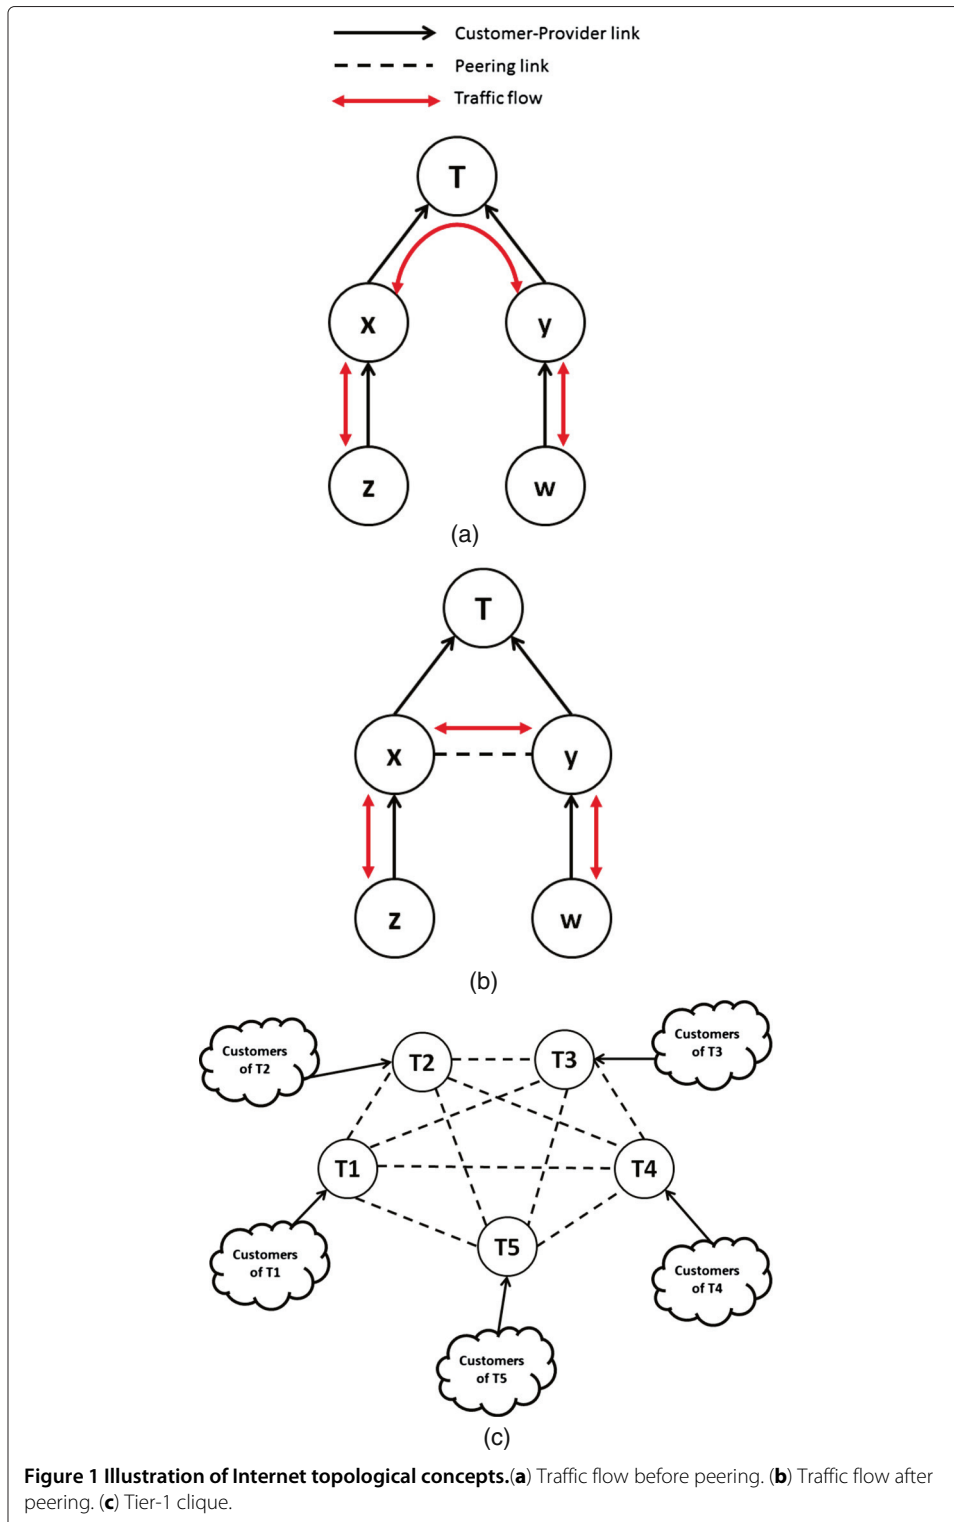 Customer-Provider link
Peering link
Traffic flow
T
x
y
z
w
(a)
T
x
y
z
w
(b)
Customers
of T2
T2
T3
Customers
of T3
T1
T4
Customers
of T1
T5
Customers
of T4
Customers
of T5
(c)
Figure 1 Illustration of Internet topological concepts.(a) Traffic flow before peering. (b) Traffic flow after
peering. (c) Tier-1 clique.